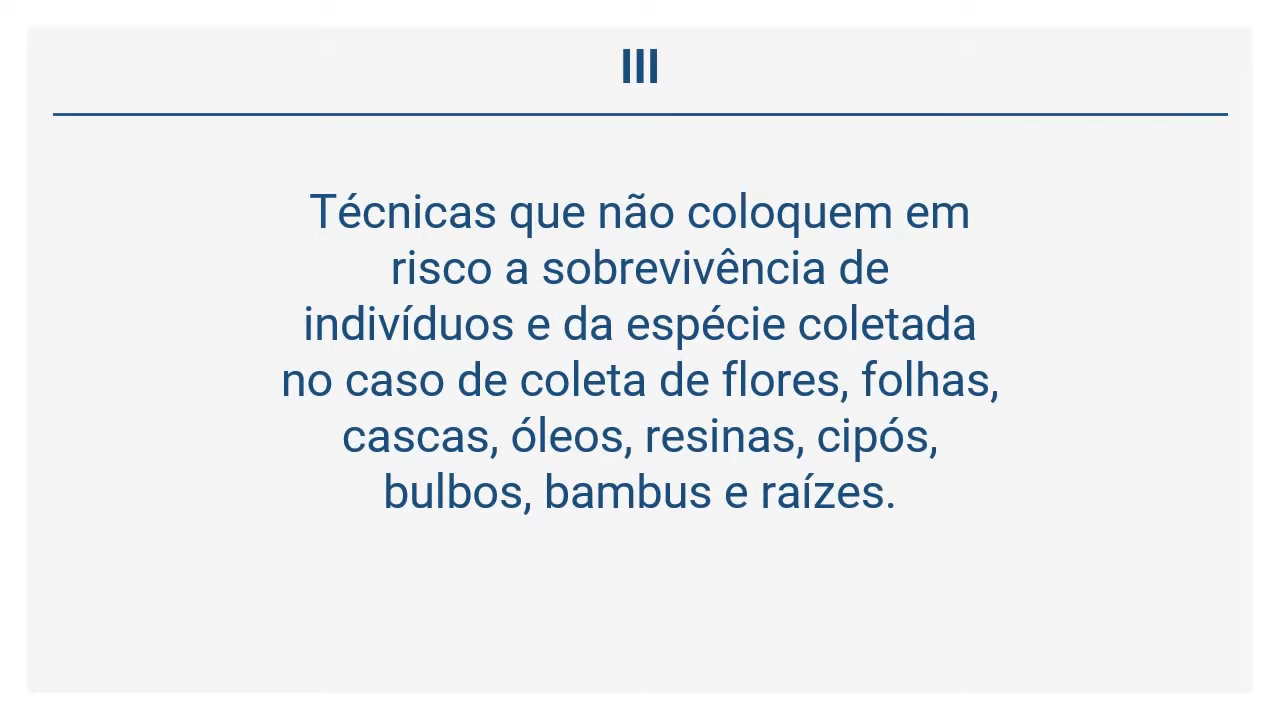 III
Técnicas que não coloquem em
risco a sobrevivência de
indivíduos e da espécie coletada
no caso de coleta de flores, folhas,
cascas, óleos, resinas, cipós,
bulbos, bambus e raízes.